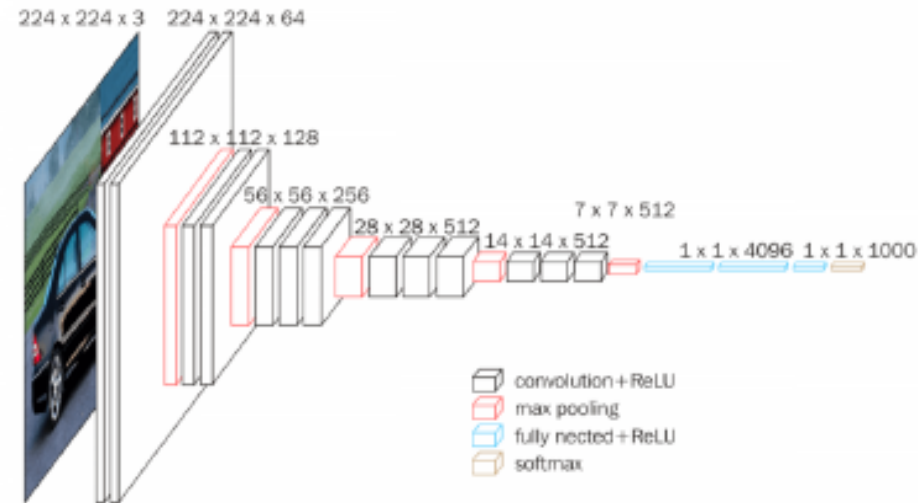 224 x 224 x 3
224 x 224 x 64
112 x 112 x 128
56 x 56 x 256
28 x 28 x 512
14 x 14 x 512
7 x 7 x 512
1 x 1 x 4096
1 x 1 x 1000
convolution+ReLU
max pooling
fully nected+ReLU
softmax